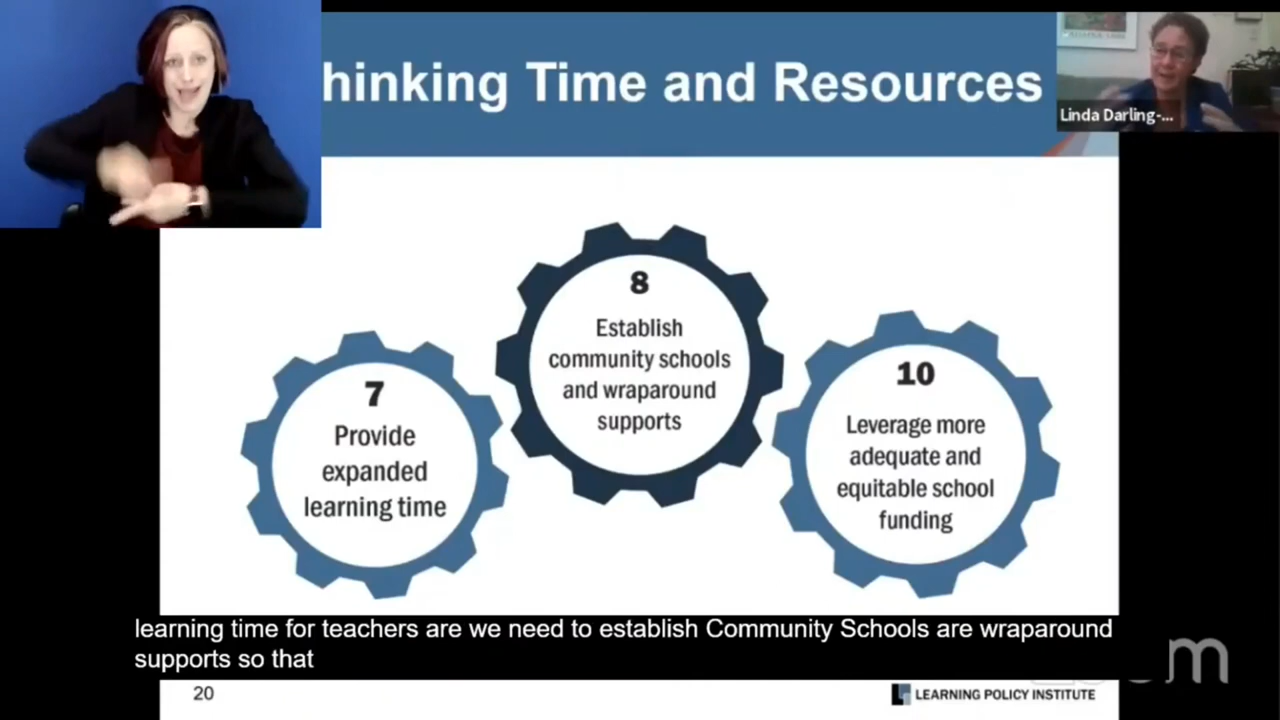 hinking Time and Resources
Linda Darling-...
8
Establish
community schools
and wraparound
supports
7
Provide
expanded
learning time
10
Leverage more
adequate and
equitable school
funding
learning time for teachers are we need to establish Community Schools are wraparound
supports so that
20
LEARNING POLICY INSTITUTE